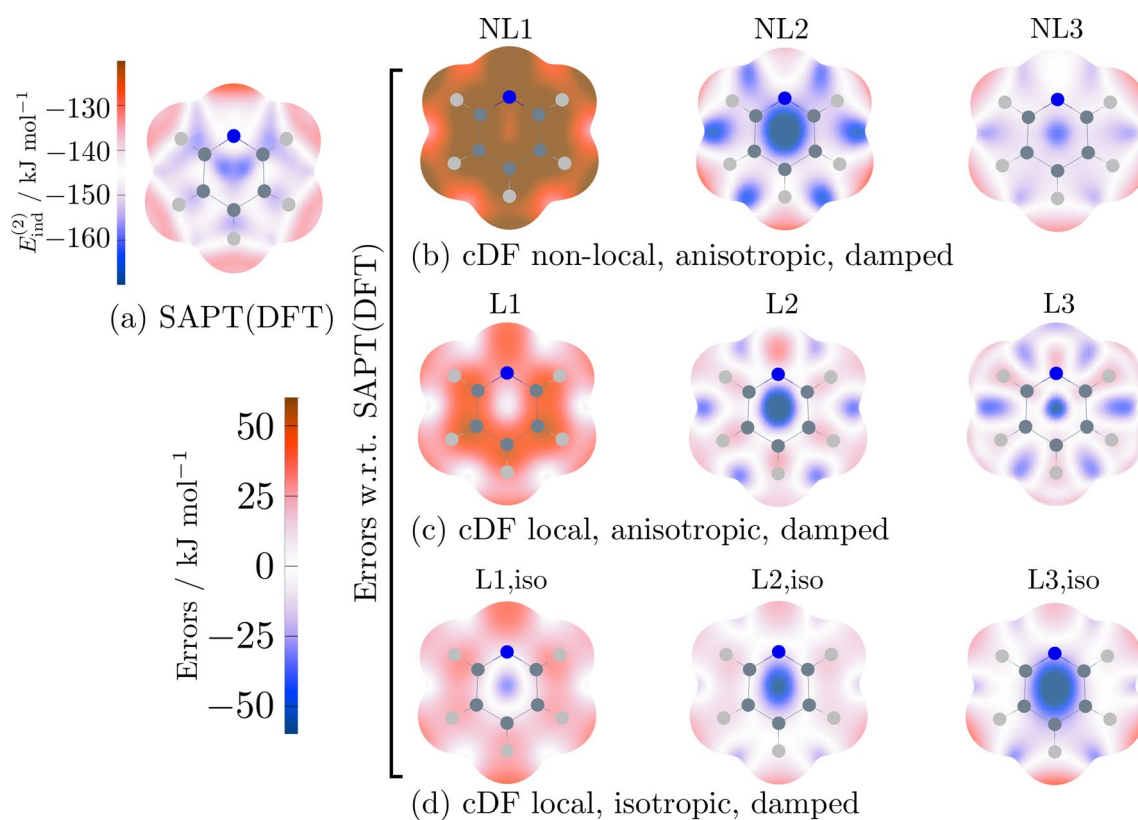 NL1 NL2 NL3
−130
−140
−150
−160
E_ind^(2) / kJ mol⁻¹
(a) SAPT(DFT)
(b) cDF non-local, anisotropic, damped
L1 L2 L3
50
25
0
−25
−50
Errors / kJ mol⁻¹
Errors w.r.t. SAPT(DFT)
(c) cDF local, anisotropic, damped
L1,iso L2,iso L3,iso
(d) cDF local, isotropic, damped